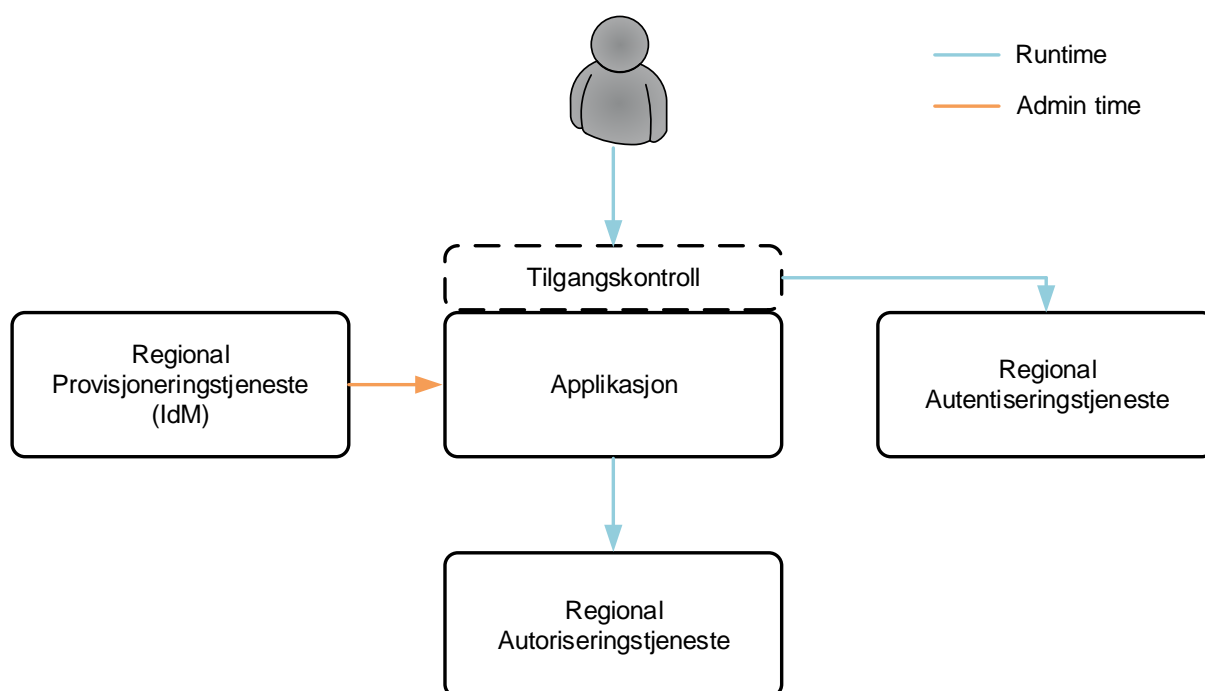 Runtime
Admin time
Tilgangskontroll
Regional
Provisjoneringstjeneste
(IdM)
Applikasjon
Regional
Autentiseringstjeneste
Regional
Autoriseringstjeneste